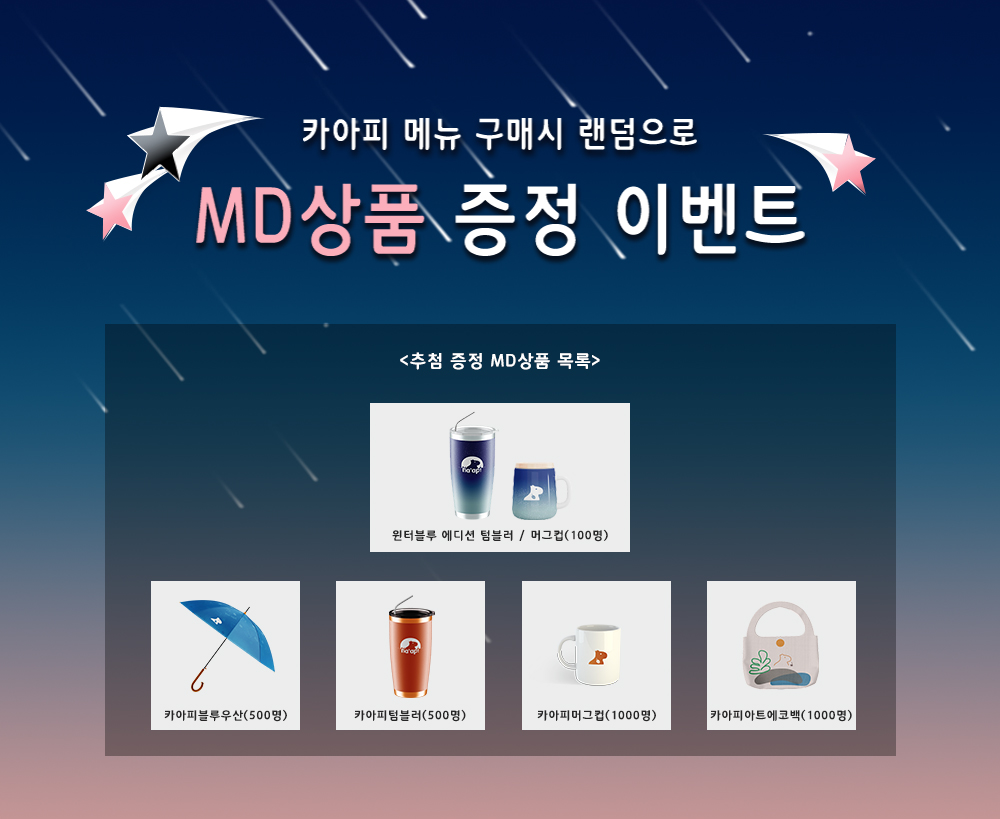 카아피 메뉴 구매시 랜덤으로
MD상품 증정 이벤트
<추첨 증정 MD상품 목록>
윈터블루 에디션 텀블러 / 머그컵(100명)
카아피블루우산(500명)
카아피텀블러(500명)
카아피머그컵(1000명)
카아피아트에코백(1000명)